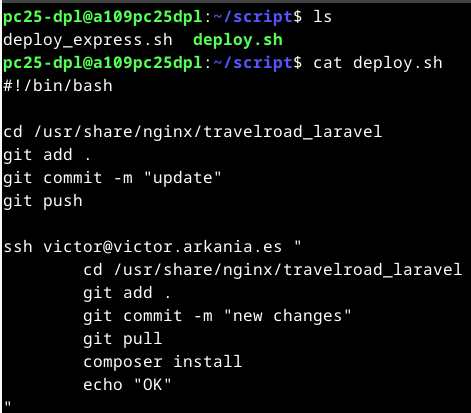 pc25-dpl@a109pc25dpl:~/script$ ls
deploy_express.sh  deploy.sh
pc25-dpl@a109pc25dpl:~/script$ cat deploy.sh
#!/bin/bash

cd /usr/share/nginx/travelroad_laravel
git add .
git commit -m "update"
git push

ssh victor@victor.arkania.es "
        cd /usr/share/nginx/travelroad_laravel
        git add .
        git commit -m "new changes"
        git pull
        composer install
        echo "OK"
"